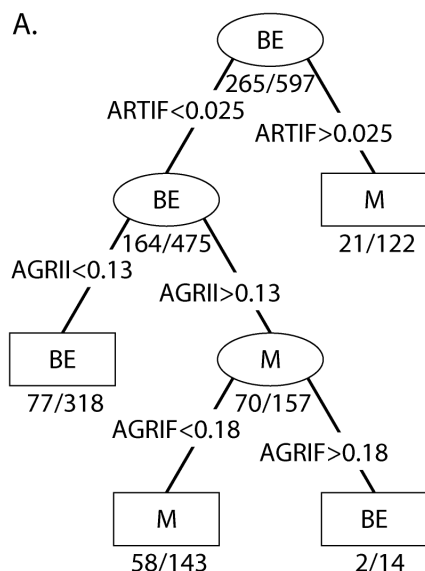 A.
BE
265/597
ARTIF<0.025
ARTIF>0.025
BE
M
164/475
21/122
AGRII<0.13
AGRII>0.13
BE
M
77/318
70/157
AGRIF<0.18
AGRIF>0.18
M
BE
58/143
2/14